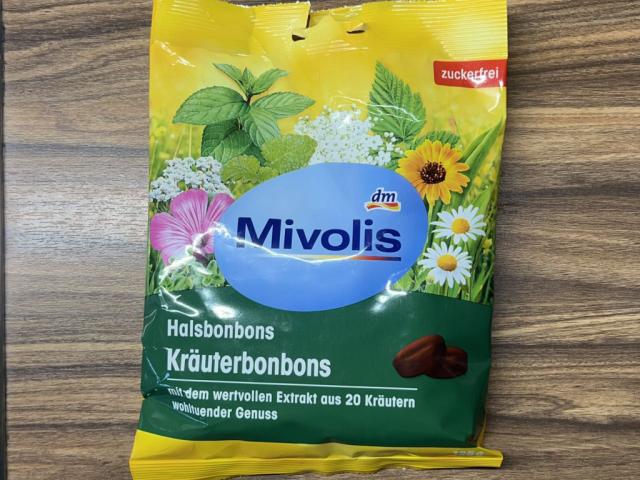 zuckerfrei
dm
Mivolis
Halsbonbons
Kräuterbonbons
mit dem wertvollen Extrakt aus 20 Kräutern
wohltuender Genuss